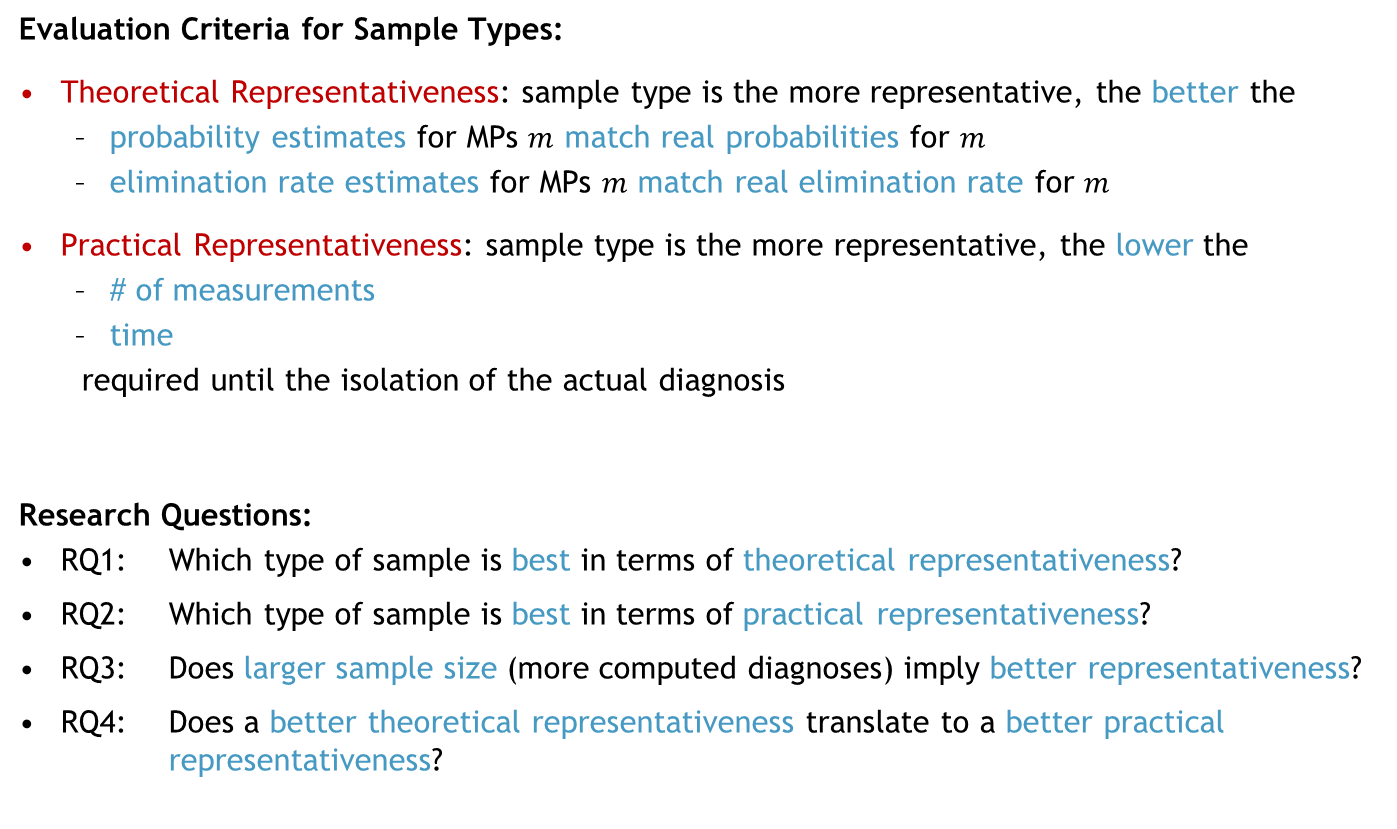 Evaluation Criteria for Sample Types:
• Theoretical Representativeness: sample type is the more representative, the better the
– probability estimates for MPs m match real probabilities for m
– elimination rate estimates for MPs m match real elimination rate for m
• Practical Representativeness: sample type is the more representative, the lower the
– # of measurements
– time
required until the isolation of the actual diagnosis
Research Questions:
• RQ1: Which type of sample is best in terms of theoretical representativeness?
• RQ2: Which type of sample is best in terms of practical representativeness?
• RQ3: Does larger sample size (more computed diagnoses) imply better representativeness?
• RQ4: Does a better theoretical representativeness translate to a better practical
representativeness?